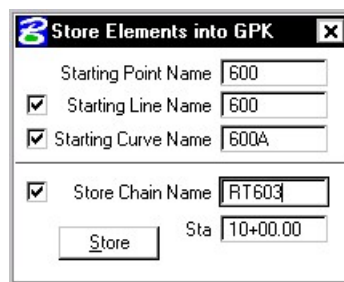 Store Elements into GPK
Starting Point Name 600
Starting Line Name 600
Starting Curve Name 600A
Store Chain Name RT603
Sta 10+00.00
Store